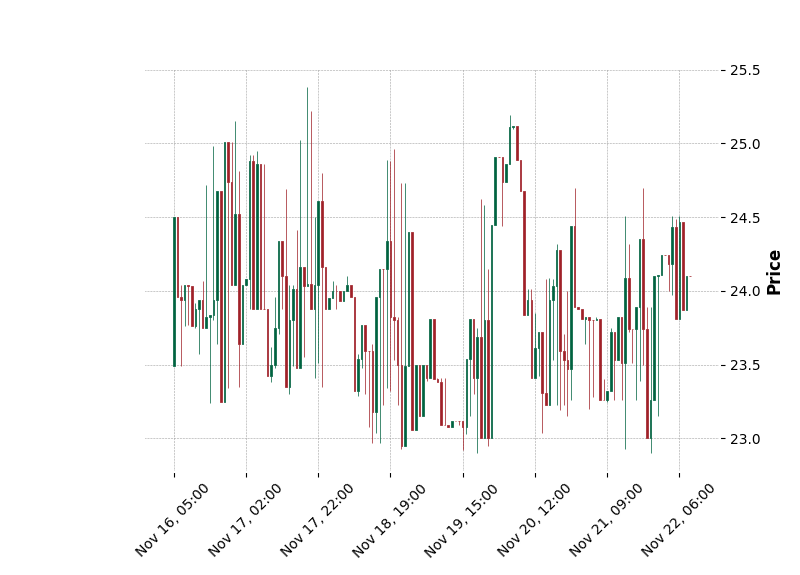 25.5
25.0
24.5
24.0
23.5
23.0
Price
Nov 16, 05:00
Nov 17, 02:00
Nov 17, 22:00
Nov 18, 19:00
Nov 19, 15:00
Nov 20, 12:00
Nov 21, 09:00
Nov 22, 06:00